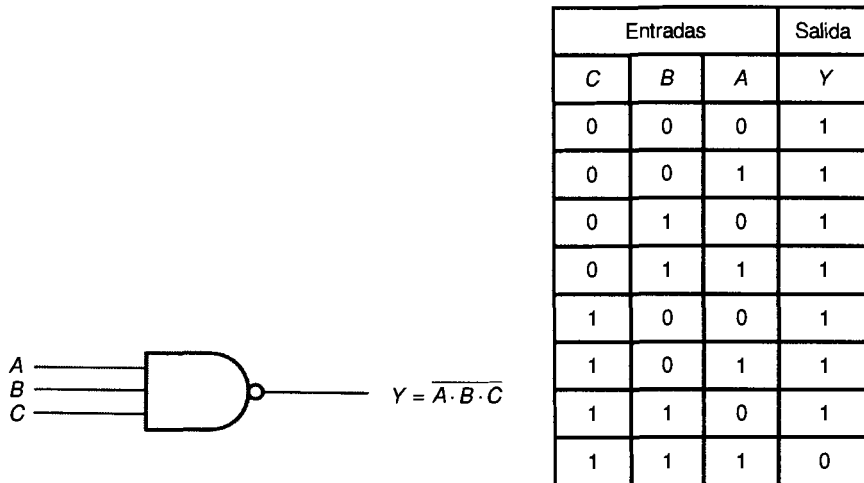 Entradas Salida
C B A Y
0 0 0 1
0 0 1 1
0 1 0 1
0 1 1 1
1 0 0 1
1 0 1 1
1 1 0 1
1 1 1 0
A
B
C
Y = \overline{A · B · C}